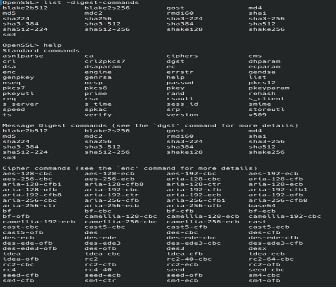 OpenSSL> list -digest-commands
blake2b512 blake2s256 gost md4
md5 mdc2 rmd160 sha1
sha224 sha256 sha3-224 sha3-256
sha3-384 sha3-512 sha384 sha512
sha512-224 sha512-256 shake128 shake256
sm3
OpenSSL> help
Standard commands
asn1parse ca ciphers cms
crl crl2pkcs7 dgst dhparam
dsa dsaparam ec ecparam
enc engine errstr gendsa
genpkey genrsa help list
nseq ocsp passwd pkcs12
pkcs7 pkcs8 pkey pkeyparam
pkeyutl prime rand rehash
req rsa rsautl s_client
s_server s_time sess_id smime
speed spkac srp storeutl
ts verify version x509
Message Digest commands (see the `dgst' command for more details)
blake2b512 blake2s256 gost md4
md5 mdc2 rmd160 sha1
sha224 sha256 sha3-224 sha3-256
sha3-384 sha3-512 sha384 sha512
sha512-224 sha512-256 shake128 shake256
sm3
Cipher commands (see the `enc' command for more details)
aes-128-cbc aes-128-ecb aes-192-cbc aes-192-ecb
aes-256-cbc aes-256-ecb aria-128-cbc aria-128-cfb
aria-128-cfb1 aria-128-cfb8 aria-128-ctr aria-128-ecb
aria-128-ofb aria-192-cbc aria-192-cfb aria-192-cfb1
aria-192-cfb8 aria-192-ctr aria-192-ecb aria-192-ofb
aria-256-cbc aria-256-cfb aria-256-cfb1 aria-256-cfb8
aria-256-ctr aria-256-ecb aria-256-ofb base64
bf bf-cbc bf-cfb bf-ecb
bf-ofb camellia-128-cbc camellia-128-ecb camellia-192-cbc
camellia-192-ecb camellia-256-cbc camellia-256-ecb cast
cast-cbc cast5-cbc cast5-cfb cast5-ecb
cast5-ofb des des-cbc des-cfb
des-ecb des-ede des-ede-cbc des-ede-cfb
des-ede-ofb des-ede3 des-ede3-cbc des-ede3-cfb
des-ede3-ofb des-ofb des3 desx
idea idea-cbc idea-cfb idea-ecb
idea-ofb rc2 rc2-40-cbc rc2-64-cbc
rc2-cbc rc2-cfb rc2-ecb rc2-ofb
rc4 rc4-40 seed seed-cbc
seed-cfb seed-ecb seed-ofb sm4-cbc
sm4-cfb sm4-ctr sm4-ecb sm4-ofb